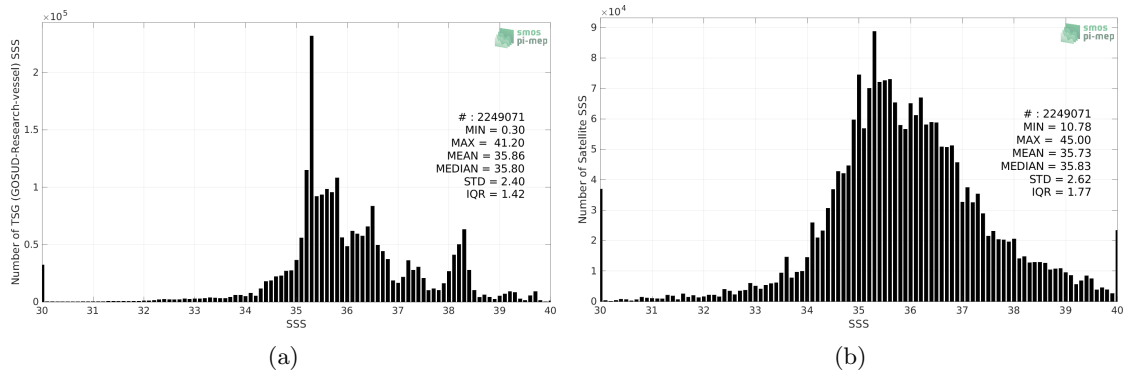 ×10^5
smos
pi-mep
Number of TSG (GOSUD-Research-vessel) SSS
2
1.5
1
0.5
0
# : 2249071
MIN = 0.30
MAX = 41.20
MEAN = 35.86
MEDIAN = 35.80
STD = 2.40
IQR = 1.42
30 31 32 33 34 35 36 37 38 39 40
SSS
(a)
×10^4
smos
pi-mep
Number of Satellite SSS
9
8
7
6
5
4
3
2
1
0
# : 2249071
MIN = 10.78
MAX = 45.00
MEAN = 35.73
MEDIAN = 35.83
STD = 2.62
IQR = 1.77
30 31 32 33 34 35 36 37 38 39 40
SSS
(b)